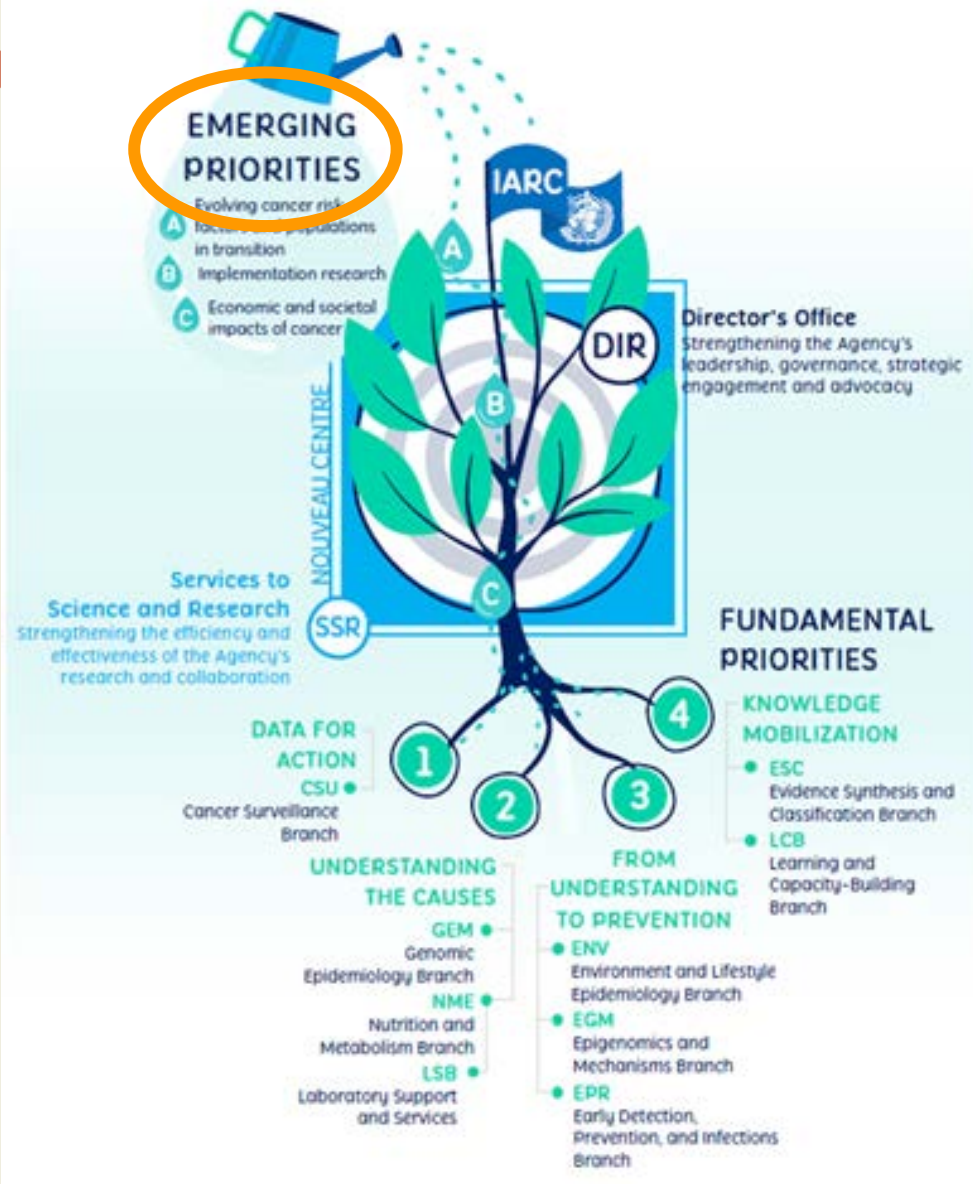 EMERGING
PRIORITIES
A
Evolving cancer risk
factors and populations
in transition
B
Implementation research
C
Economic and societal
impacts of cancer
IARC
A
B
C
DIR
Director's Office
Strengthening the Agency's
leadership, governance, strategic
engagement and advocacy
NOUVEAU CENTRE
Services to
Science and Research
Strengthening the efficiency and
effectiveness of the Agency's
research and collaboration
SSR
FUNDAMENTAL
PRIORITIES
1
DATA FOR
ACTION
CSU
Cancer Surveillance
Branch
2
UNDERSTANDING
THE CAUSES
GEM
Genomic
Epidemiology Branch
NME
Nutrition and
Metabolism Branch
LSB
Laboratory Support
and Services
3
FROM
UNDERSTANDING
TO PREVENTION
ENV
Environment and Lifestyle
Epidemiology Branch
EGM
Epigenomics and
Mechanisms Branch
EPR
Early Detection,
Prevention, and Infections
Branch
4
KNOWLEDGE
MOBILIZATION
ESC
Evidence Synthesis and
Classification Branch
LCB
Learning and
Capacity-Building
Branch